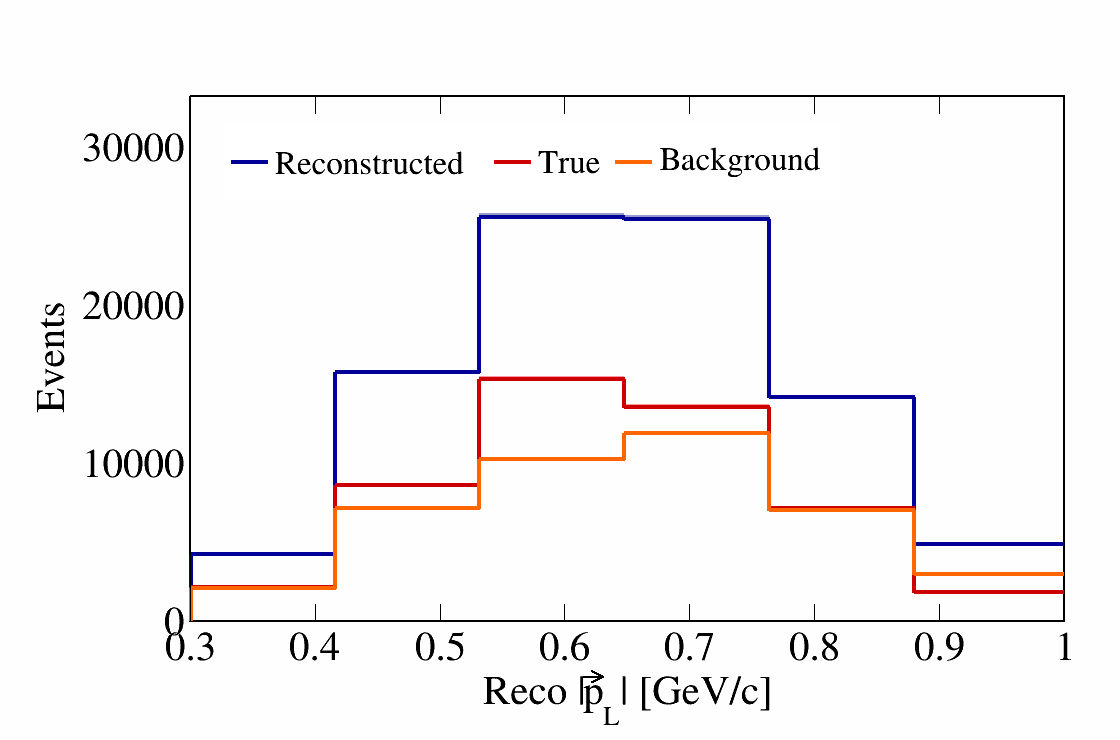 30000
Reconstructed True Background
20000
Events
10000
0
0.3 0.4 0.5 0.6 0.7 0.8 0.9 1
Reco |p⃗_L| [GeV/c]